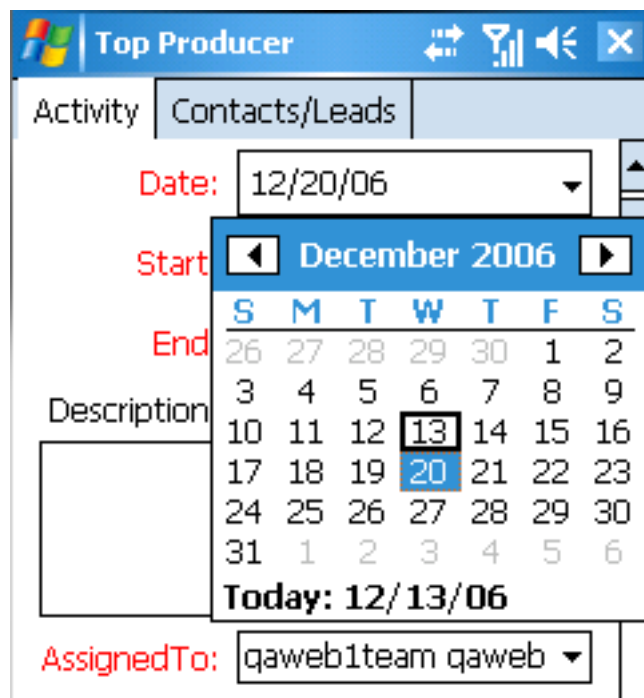 Top Producer
Activity Contacts/Leads
Date: 12/20/06
Start
December 2006
S M T W T F S
End
26 27 28 29 30 1 2
3 4 5 6 7 8 9
Description
10 11 12 13 14 15 16
17 18 19 20 21 22 23
24 25 26 27 28 29 30
31 1 2 3 4 5 6
Today: 12/13/06
AssignedTo: qaweb1team qaweb